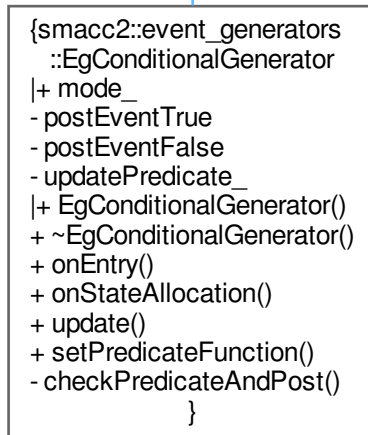 {smacc2::event_generators
::EgConditionalGenerator
|+ mode_
- postEventTrue
- postEventFalse
- updatePredicate_
|+ EgConditionalGenerator()
+ ~EgConditionalGenerator()
+ onEntry()
+ onStateAllocation()
+ update()
+ setPredicateFunction()
- checkPredicateAndPost()
}